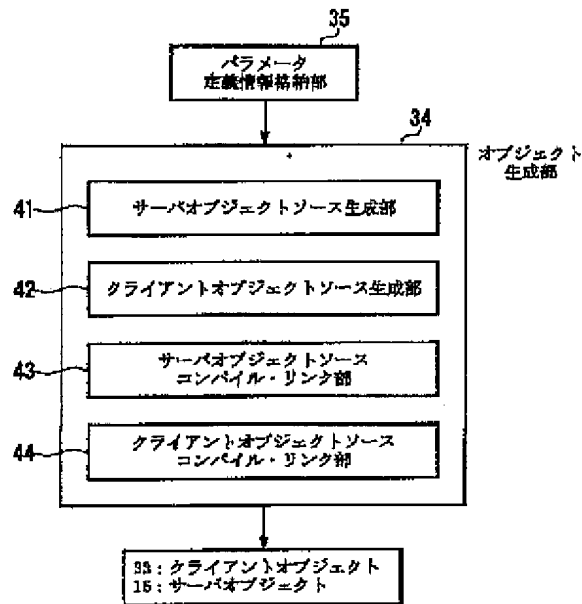 35
パラメータ
定義情報格納部
34
オブジェクト
生成部
41
サーバオブジェクトソース生成部
42
クライアントオブジェクトソース生成部
43
サーバオブジェクトソース
コンパイル・リンク部
44
クライアントオブジェクトソース
コンパイル・リンク部
33：クライアントオブジェクト
16：サーバオブジェクト